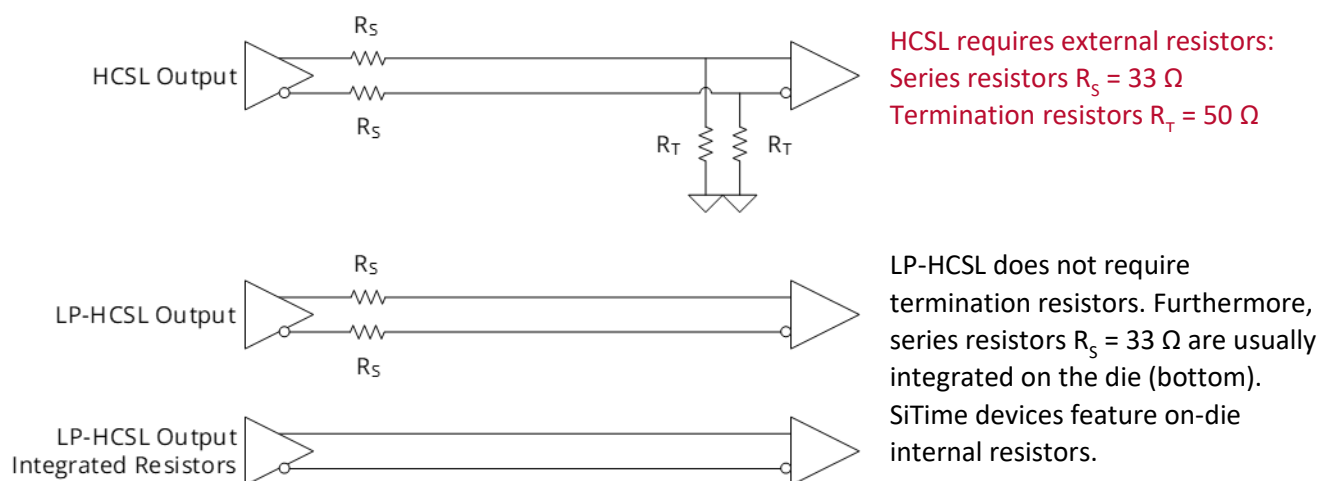 R_S
HCSL Output
R_S
R_T
R_T
HCSL requires external resistors:
Series resistors R_S = 33 Ω
Termination resistors R_T = 50 Ω
R_S
LP-HCSL Output
R_S
LP-HCSL does not require
termination resistors. Furthermore,
series resistors R_S = 33 Ω are usually
integrated on the die (bottom).
SiTime devices feature on-die
internal resistors.
LP-HCSL Output
Integrated Resistors